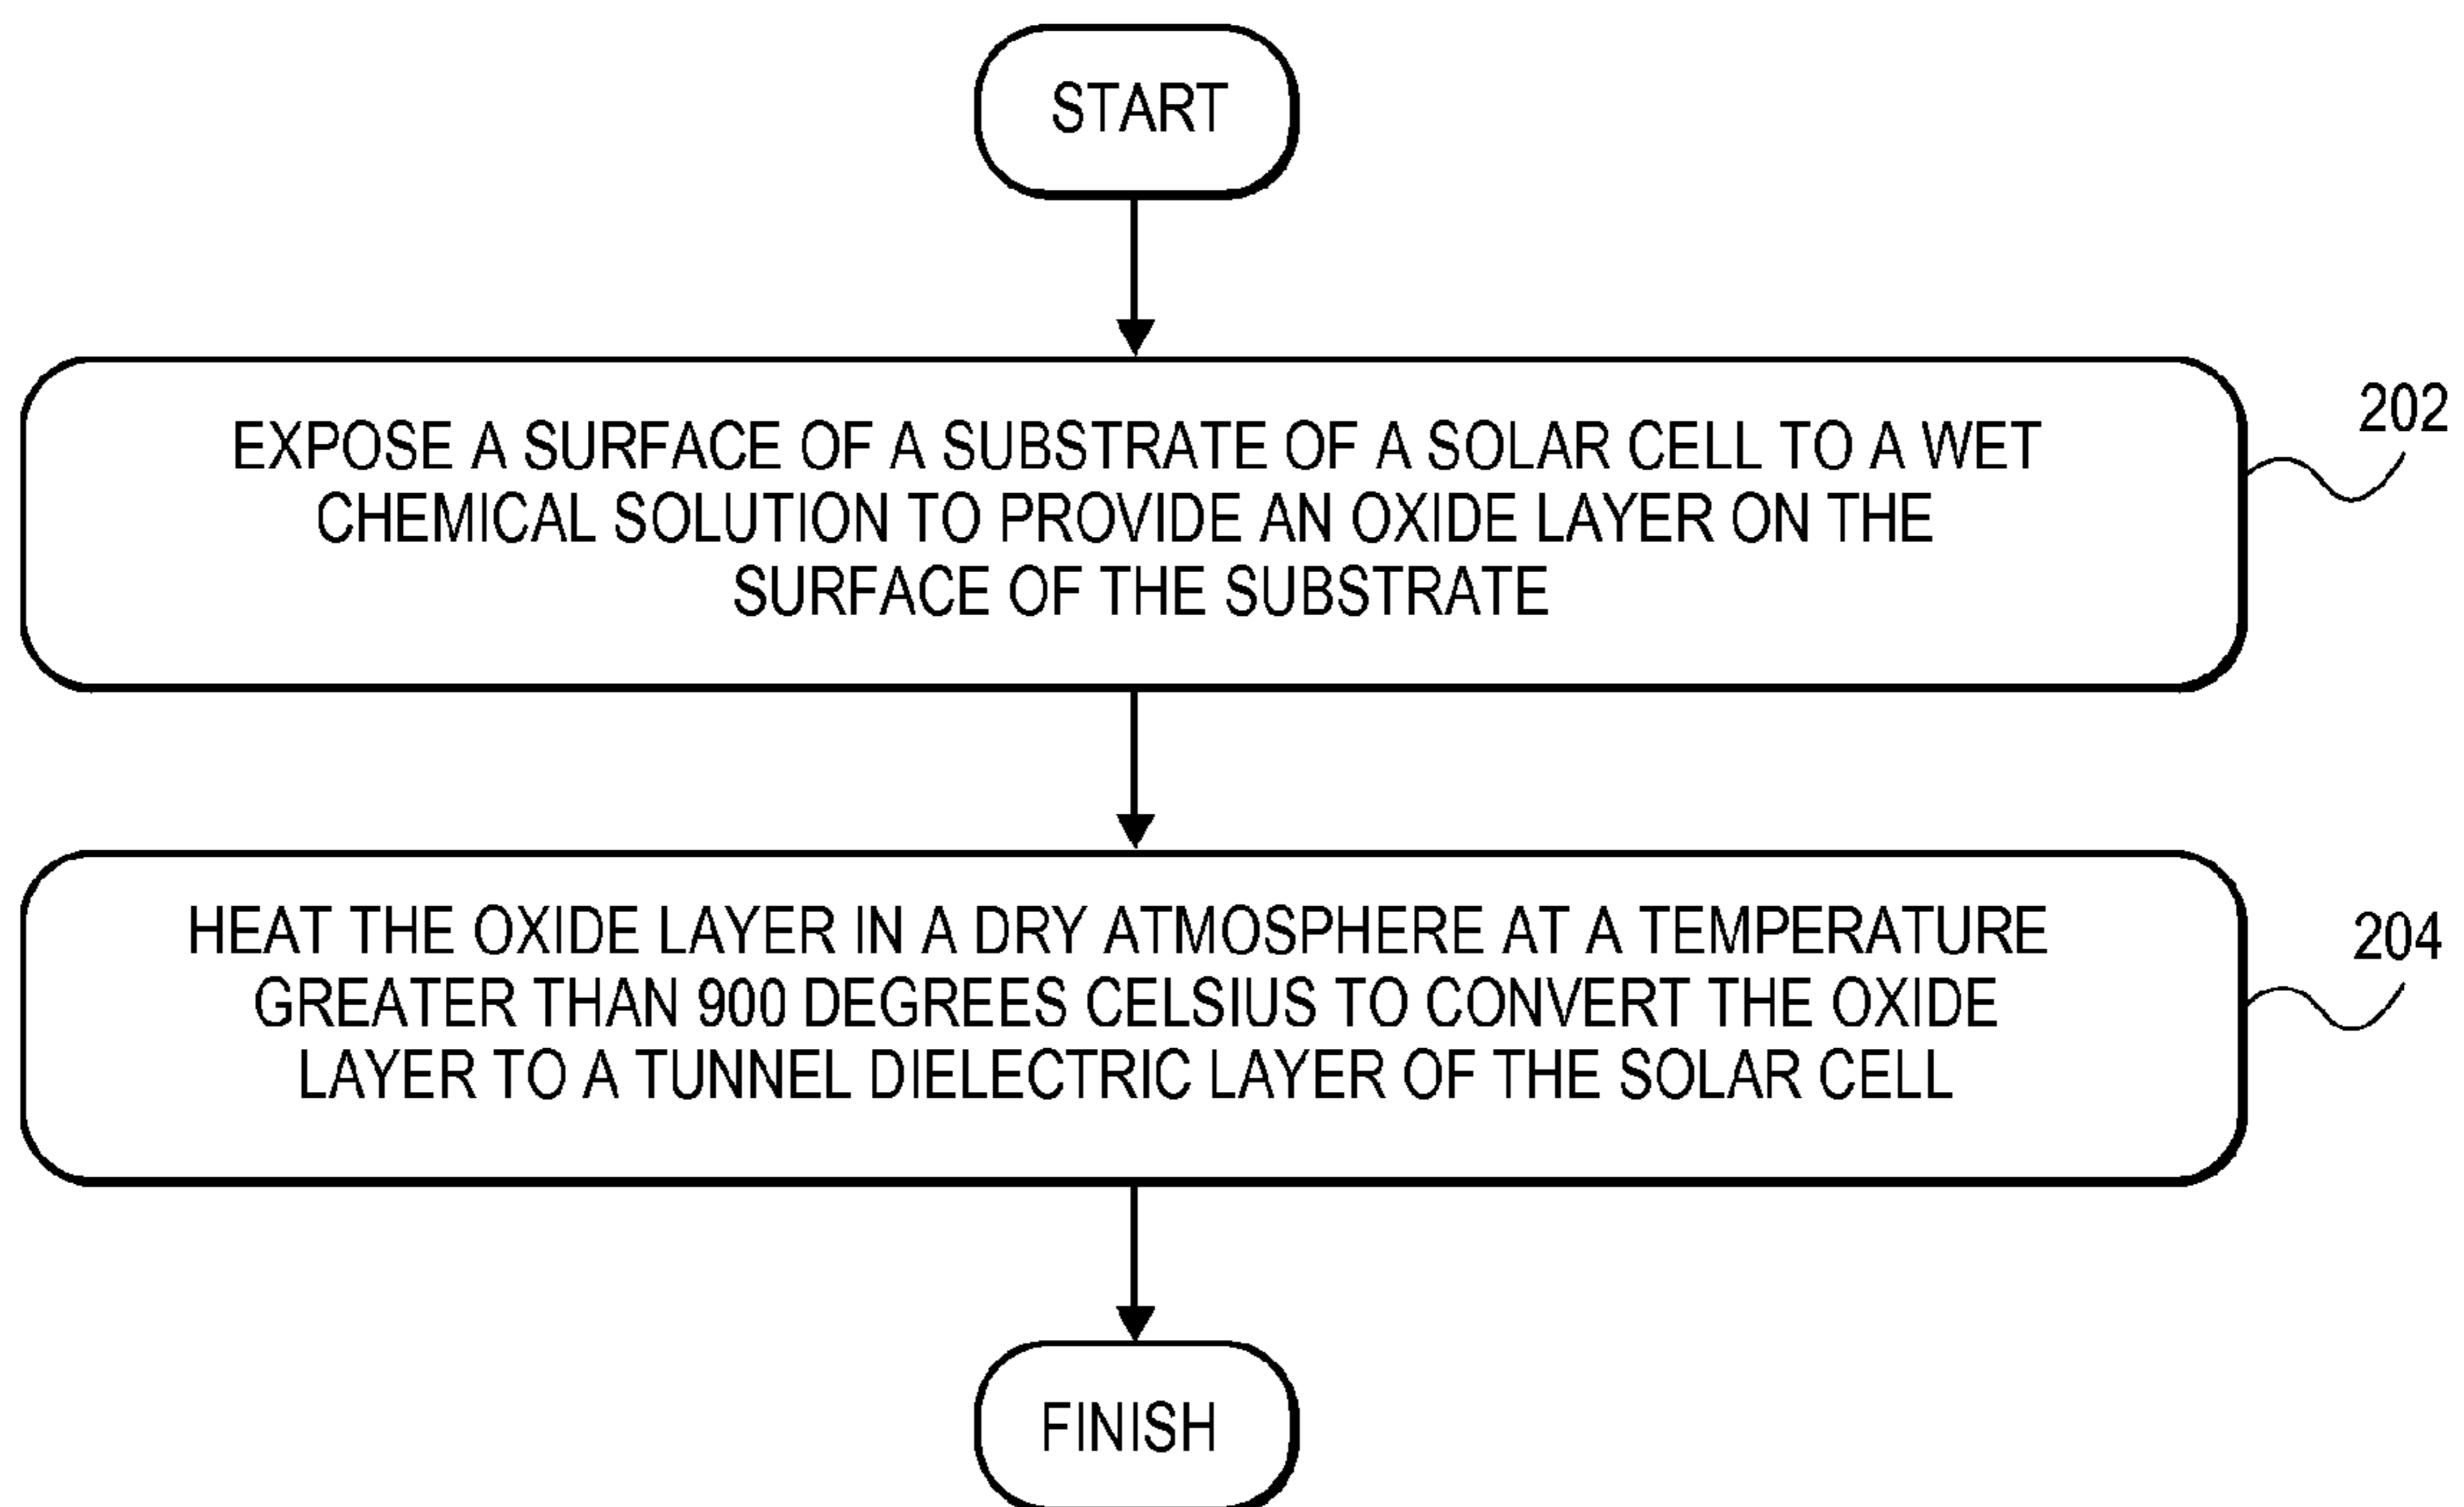 START
EXPOSE A SURFACE OF A SUBSTRATE OF A SOLAR CELL TO A WET
CHEMICAL SOLUTION TO PROVIDE AN OXIDE LAYER ON THE
SURFACE OF THE SUBSTRATE
202
HEAT THE OXIDE LAYER IN A DRY ATMOSPHERE AT A TEMPERATURE
GREATER THAN 900 DEGREES CELSIUS TO CONVERT THE OXIDE
LAYER TO A TUNNEL DIELECTRIC LAYER OF THE SOLAR CELL
204
FINISH